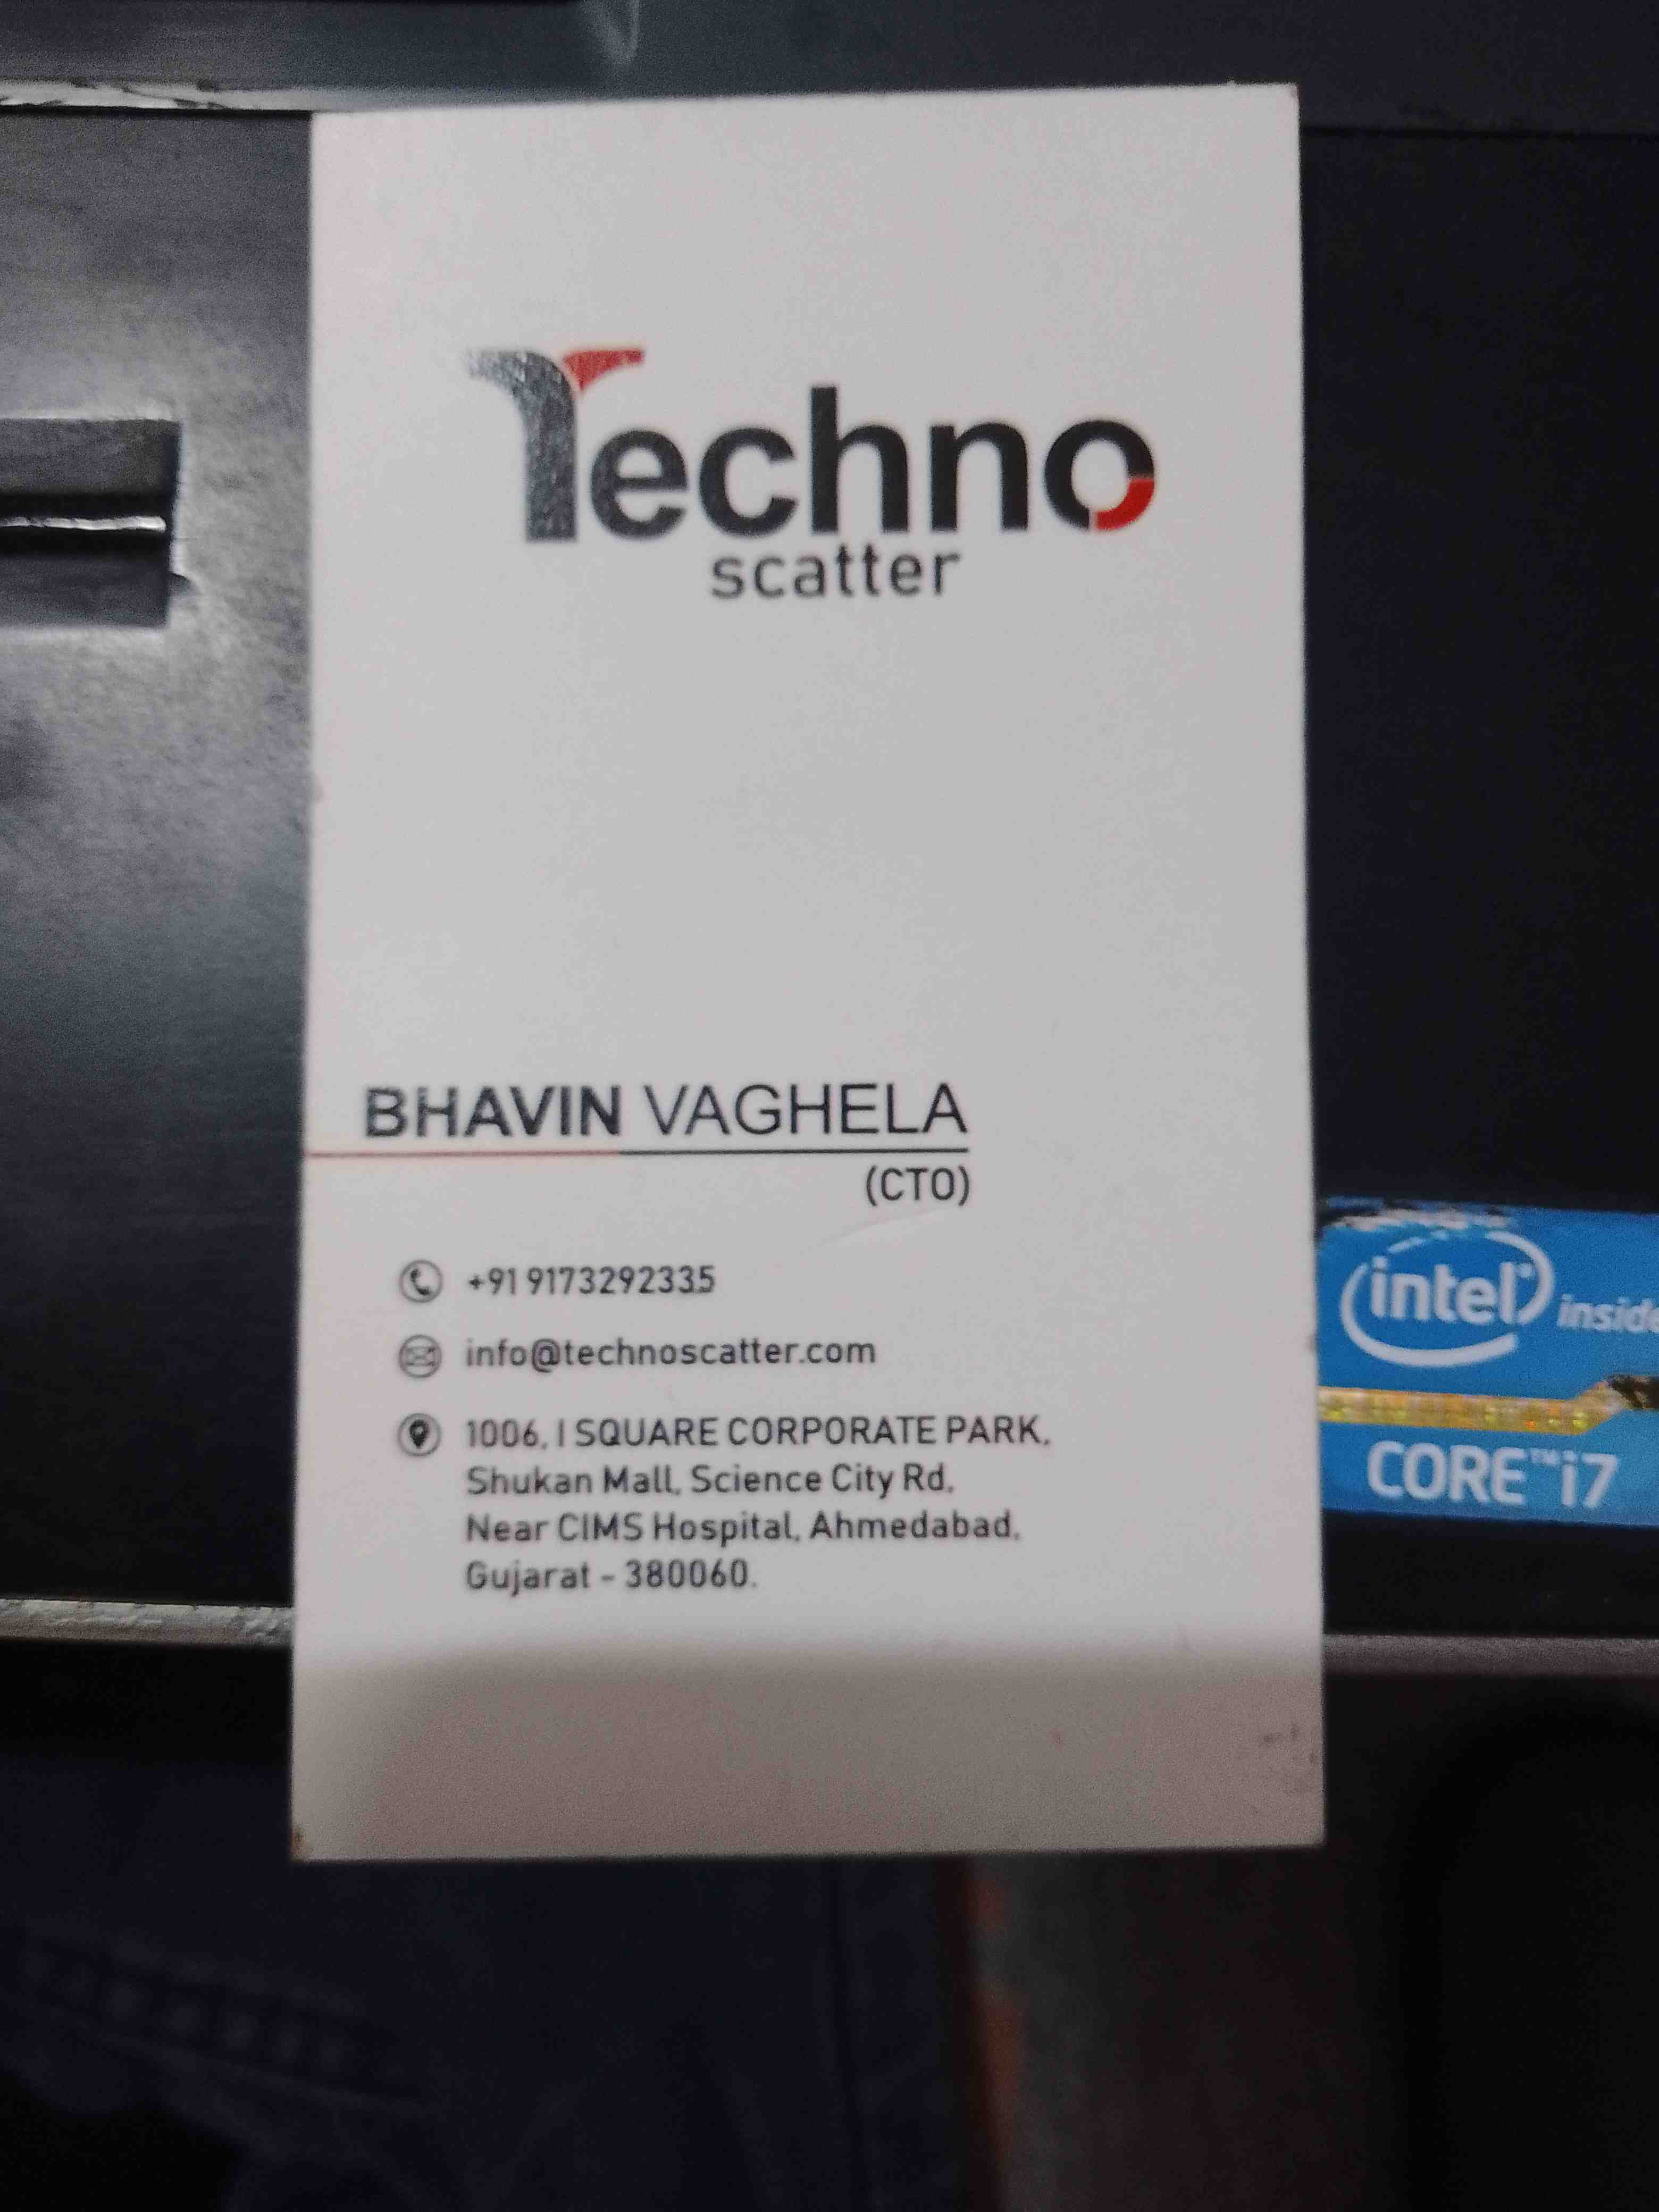 Techno
scatter
BHAVIN VAGHELA
(CTO)
+91 9173292335
info@technoscatter.com
1006, I SQUARE CORPORATE PARK,
Shukan Mall, Science City Rd,
Near CIMS Hospital, Ahmedabad,
Gujarat - 380060.
intel® inside
CORE™ i7